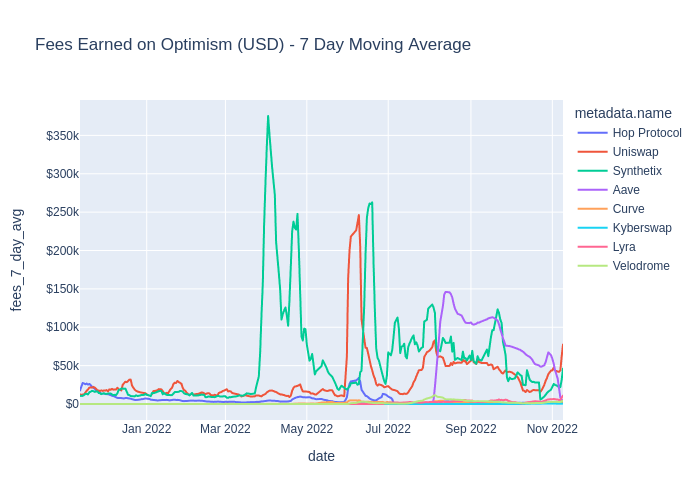 Fees Earned on Optimism (USD) - 7 Day Moving Average
metadata.name
Hop Protocol
Uniswap
Synthetix
Aave
Curve
Kyberswap
Lyra
Velodrome
fees_7_day_avg
$350k
$300k
$250k
$200k
$150k
$100k
$50k
$0
Jan 2022 Mar 2022 May 2022 Jul 2022 Sep 2022 Nov 2022
date